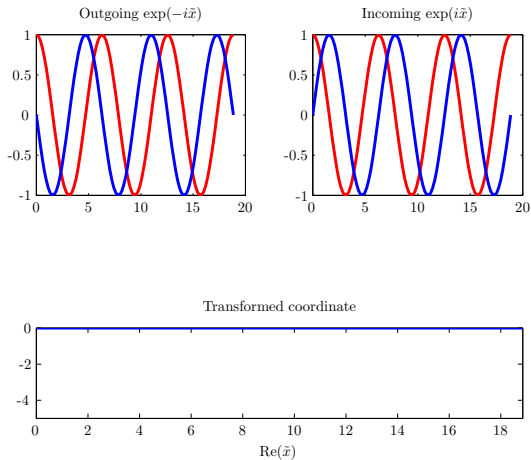 Outgoing exp(−ix̃) Incoming exp(ix̃)
1 1
0.5 0.5
0 0
-0.5 -0.5
-1 -1
0 5 10 15 20 0 5 10 15 20
Transformed coordinate
0
-2
-4
0 2 4 6 8 10 12 14 16 18
Re(x̃)